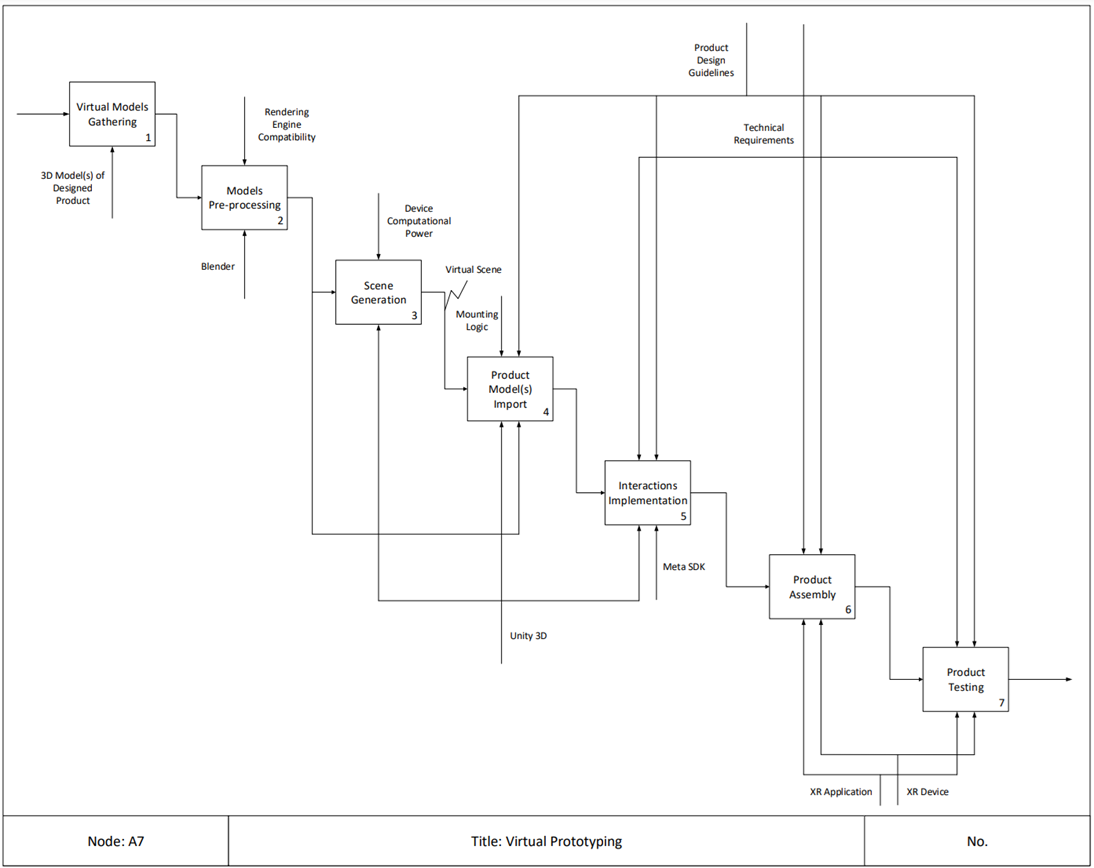 Product
Design
Guidelines
Virtual Models
Gathering
1
Rendering
Engine
Compatibility
Technical
Requirements
3D Model(s) of
Designed
Product
Models
Pre-processing
2
Device
Computational
Power
Blender
Virtual Scene
Scene
Generation
3
Mounting
Logic
Product
Model(s)
Import
4
Interactions
Implementation
5
Meta SDK
Product
Assembly
6
Unity 3D
Product
Testing
7
XR Application
XR Device
Node: A7
Title: Virtual Prototyping
No.